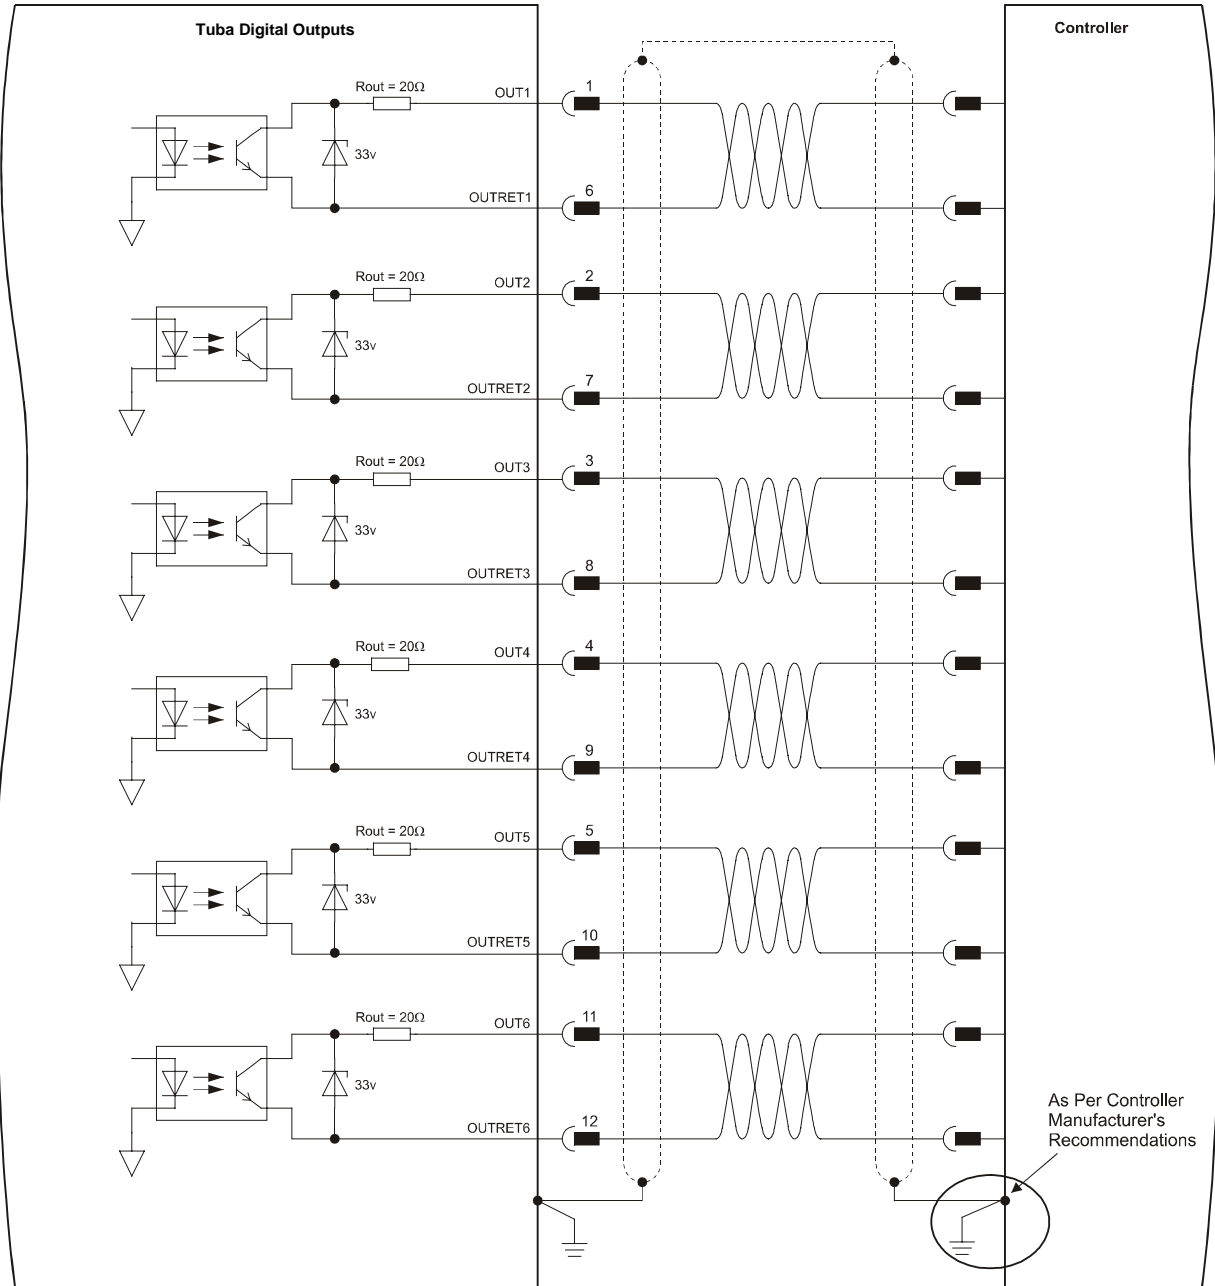 Tuba Digital Outputs
Controller
Rout = 20Ω
OUT1
1
33v
OUTRET1
6
Rout = 20Ω
OUT2
2
33v
OUTRET2
7
Rout = 20Ω
OUT3
3
33v
OUTRET3
8
Rout = 20Ω
OUT4
4
33v
OUTRET4
9
Rout = 20Ω
OUT5
5
33v
OUTRET5
10
Rout = 20Ω
OUT6
11
33v
OUTRET6
12
As Per Controller
Manufacturer's
Recommendations